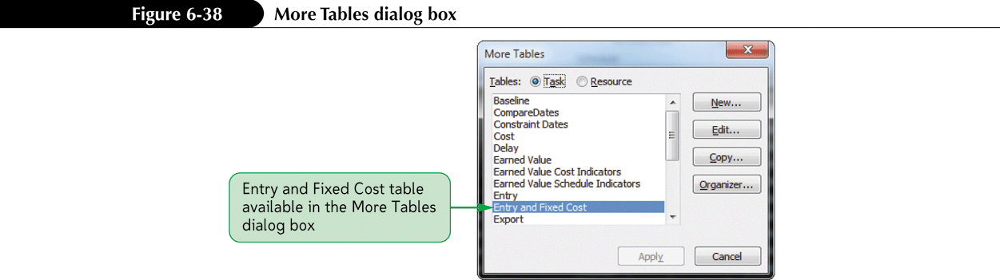 Figure 6-38 More Tables dialog box
More Tables
Tables: Task Resource
Baseline
CompareDates
Constraint Dates
Cost
Delay
Earned Value
Earned Value Cost Indicators
Earned Value Schedule Indicators
Entry
Entry and Fixed Cost
Export
New...
Edit...
Copy...
Organizer...
Entry and Fixed Cost table
available in the More Tables
dialog box
Apply Cancel